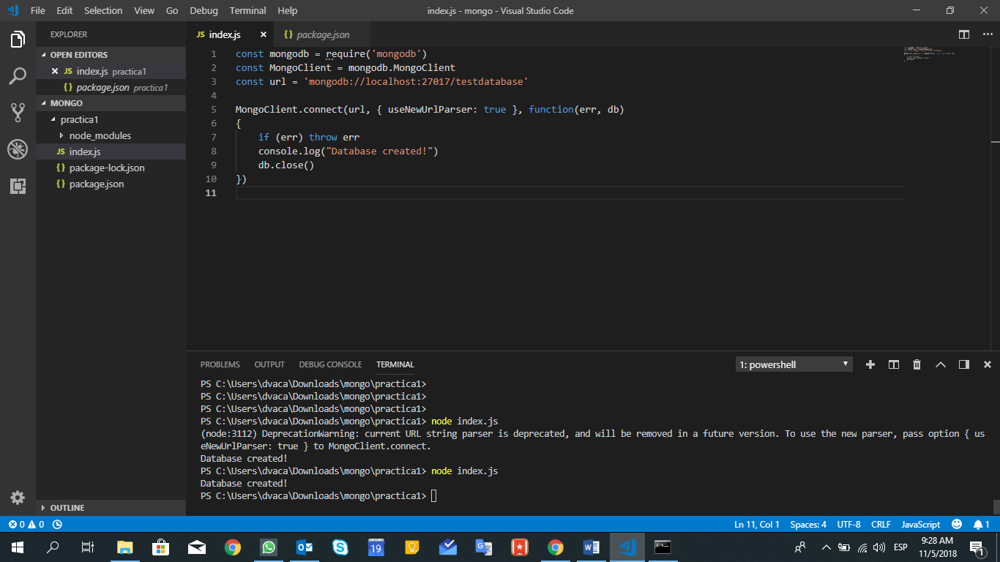 File Edit Selection View Go Debug Terminal Help index.js - mongo - Visual Studio Code
EXPLORER
OPEN EDITORS
JS index.js practica1
{} package.json practica1
MONGO
practica1
node_modules
JS index.js
{} package-lock.json
{} package.json
OUTLINE
JS index.js
{} package.json
1 const mongodb = require('mongodb')
2 const MongoClient = mongodb.MongoClient
3 const url = 'mongodb://localhost:27017/testdatabase'
4
5 MongoClient.connect(url, { useNewUrlParser: true }, function(err, db)
6 {
7 if (err) throw err
8 console.log("Database created!")
9 db.close()
10 })
11
PROBLEMS OUTPUT DEBUG CONSOLE TERMINAL 1: powershell
PS C:\Users\dvaca\Downloads\mongo\practica1>
PS C:\Users\dvaca\Downloads\mongo\practica1>
PS C:\Users\dvaca\Downloads\mongo\practica1>
PS C:\Users\dvaca\Downloads\mongo\practica1> node index.js
(node:3112) DeprecationWarning: current URL string parser is deprecated, and will be removed in a future version. To use the new parser, pass option { us
eNewUrlParser: true } to MongoClient.connect.
Database created!
PS C:\Users\dvaca\Downloads\mongo\practica1> node index.js
Database created!
PS C:\Users\dvaca\Downloads\mongo\practica1>
0 0 Ln 11, Col 1 Spaces: 4 UTF-8 CRLF JavaScript 1
19 ESP 9:28 AM
11/5/2018 1